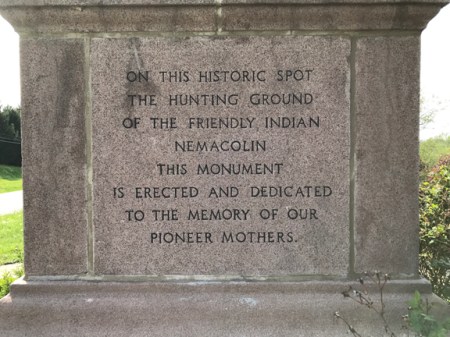 ON THIS HISTORIC SPOT
THE HUNTING GROUND
OF THE FRIENDLY INDIAN
NEMACOLIN
THIS MONUMENT
IS ERECTED AND DEDICATED
TO THE MEMORY OF OUR
PIONEER MOTHERS.